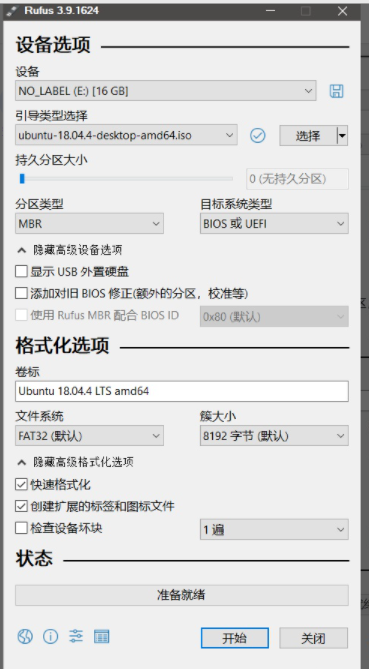 Rufus 3.9.1624
设备选项
设备
NO_LABEL (E:) [16 GB]
引导类型选择
ubuntu-18.04.4-desktop-amd64.iso
选择
持久分区大小
0 (无持久分区)
分区类型
目标系统类型
MBR
BIOS 或 UEFI
隐藏高级设备选项
显示 USB 外置硬盘
添加对旧 BIOS 修正(额外的分区，校准等)
使用 Rufus MBR 配合 BIOS ID
0x80 (默认)
格式化选项
卷标
Ubuntu 18.04.4 LTS amd64
文件系统
簇大小
FAT32 (默认)
8192 字节 (默认)
隐藏高级格式化选项
快速格式化
创建扩展的标签和图标文件
检查设备坏块
1 遍
状态
准备就绪
开始
关闭